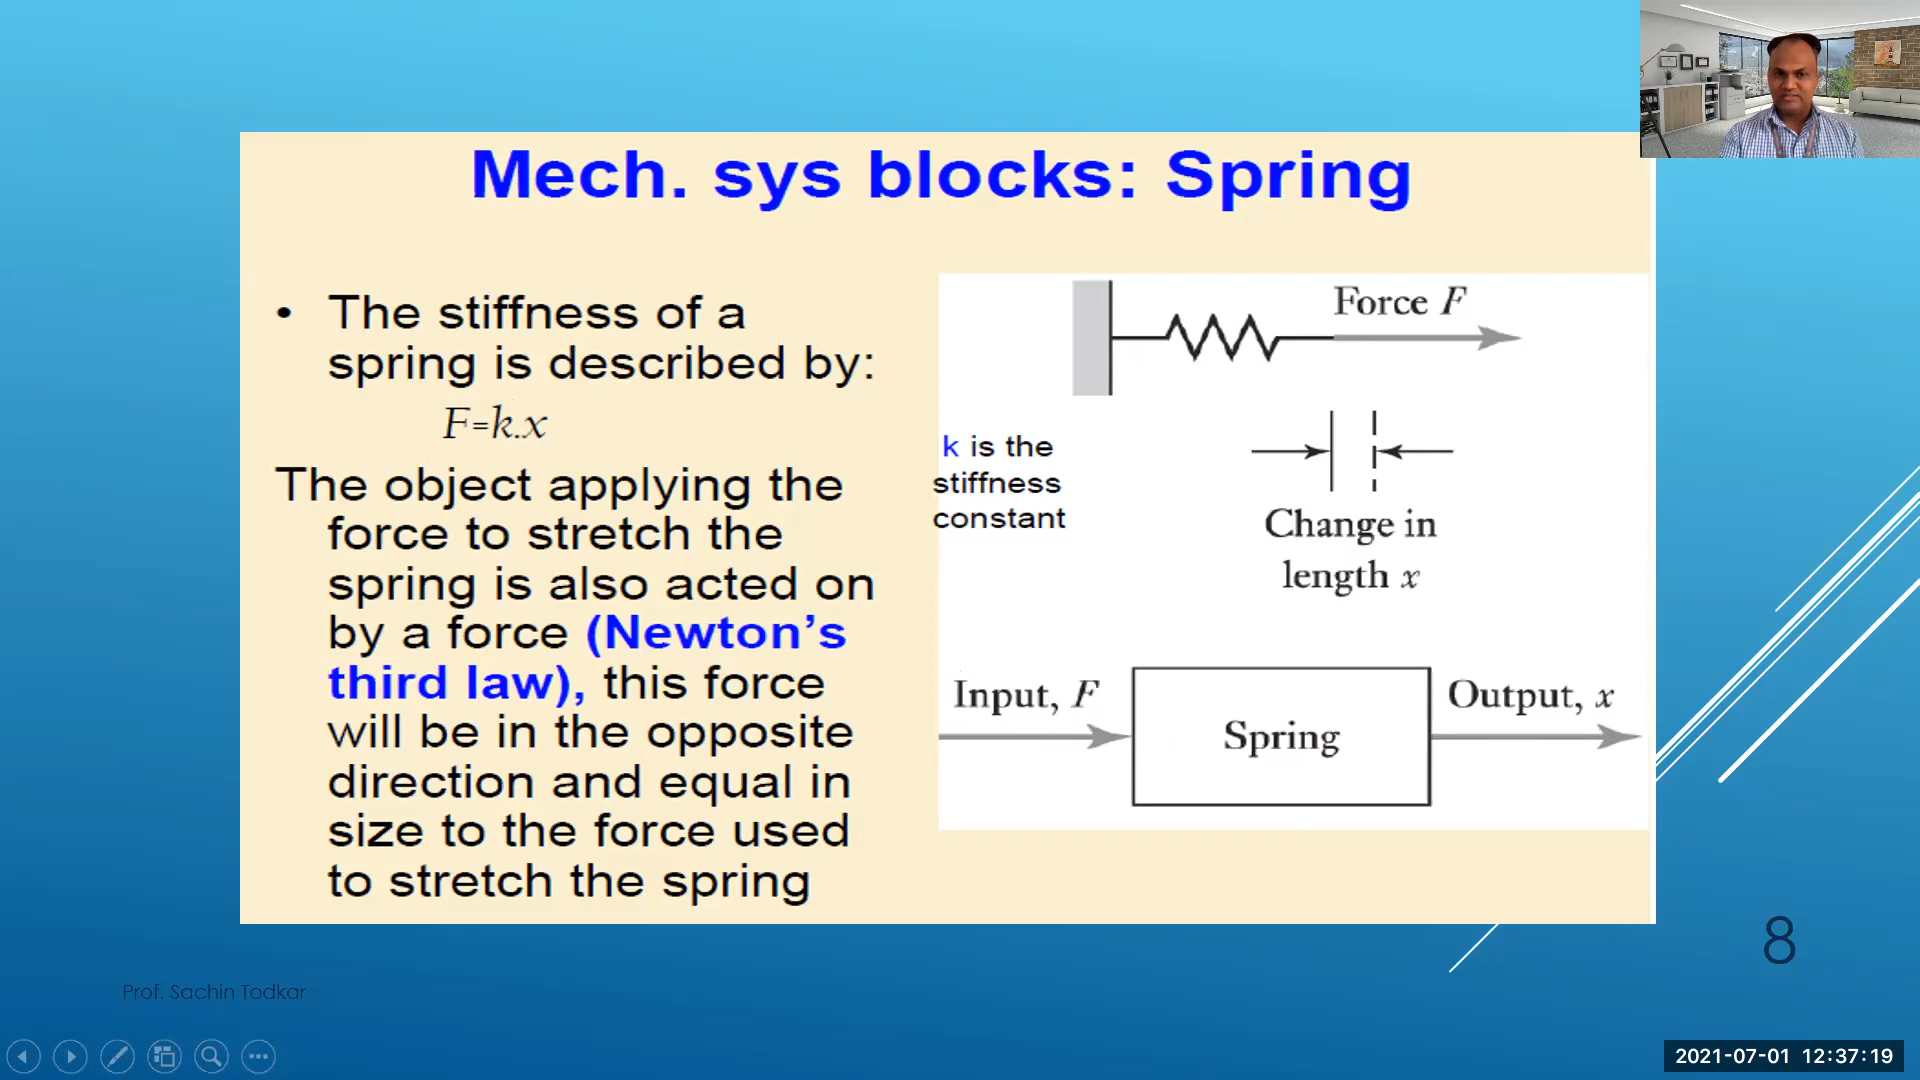 Mech. sys blocks: Spring
• The stiffness of a
spring is described by:
F=k.x
The object applying the
force to stretch the
spring is also acted on
by a force (Newton’s
third law), this force
will be in the opposite
direction and equal in
size to the force used
to stretch the spring
Force F
k is the
stiffness
constant
Change in
length x
Input, F
Spring
Output, x
8
Prof. Sachin Todkar
2021-07-01 12:37:19